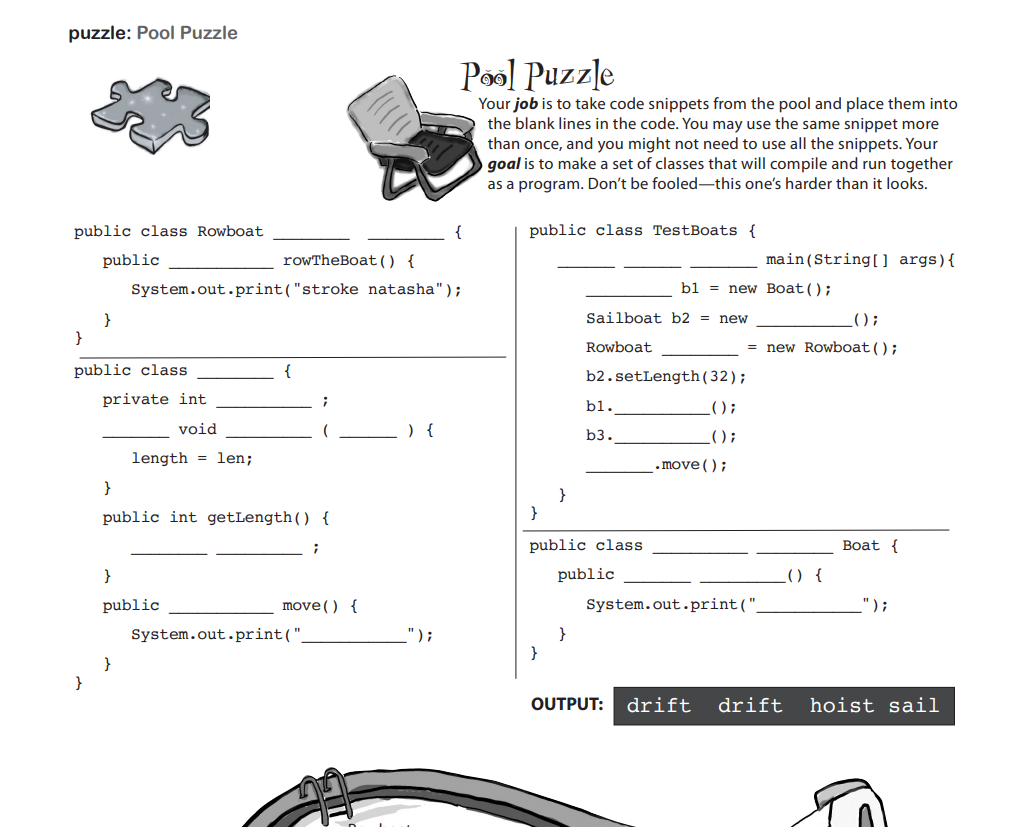 puzzle: Pool Puzzle
Pool Puzzle
Your job is to take code snippets from the pool and place them into
the blank lines in the code. You may use the same snippet more
than once, and you might not need to use all the snippets. Your
goal is to make a set of classes that will compile and run together
as a program. Don't be fooled—this one's harder than it looks.
public class Rowboat ________ ________ {
public ___________ rowTheBoat() {
System.out.print("stroke natasha");
}
}
public class ________ {
private int __________ ;
_______ void _________ ( ______ ) {
length = len;
}
public int getLength() {
________ _________ ;
}
public ___________ move() {
System.out.print("___________");
}
}
public class TestBoats {
______ ______ _______ main(String[] args){
_________ b1 = new Boat();
Sailboat b2 = new __________();
Rowboat ________ = new Rowboat();
b2.setLength(32);
b1.__________();
b3.__________();
_______.move();
}
}
public class __________ ________ Boat {
public _______ _________() {
System.out.print("___________");
}
}
OUTPUT: drift drift hoist sail